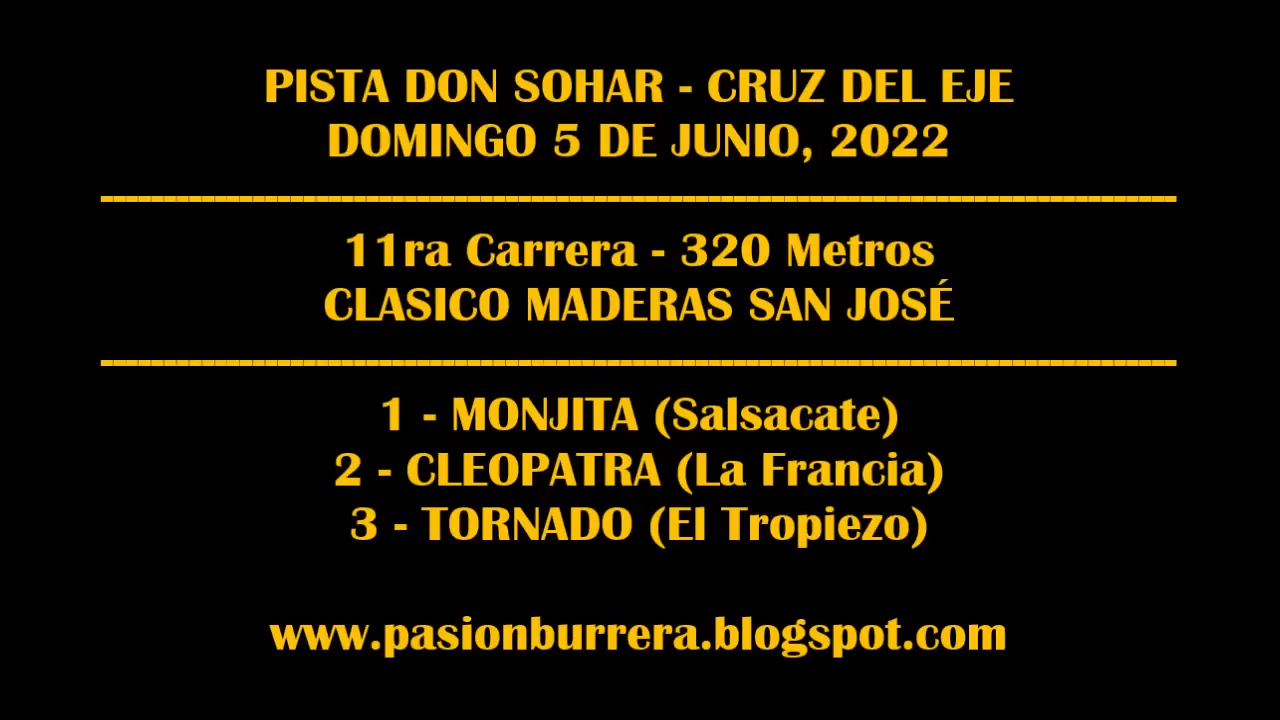 PISTA DON SOHAR - CRUZ DEL EJE
DOMINGO 5 DE JUNIO, 2022
11ra Carrera - 320 Metros
CLASICO MADERAS SAN JOSÉ
1 - MONJITA (Salsacate)
2 - CLEOPATRA (La Francia)
3 - TORNADO (El Tropiezo)
www.pasionburrera.blogspot.com